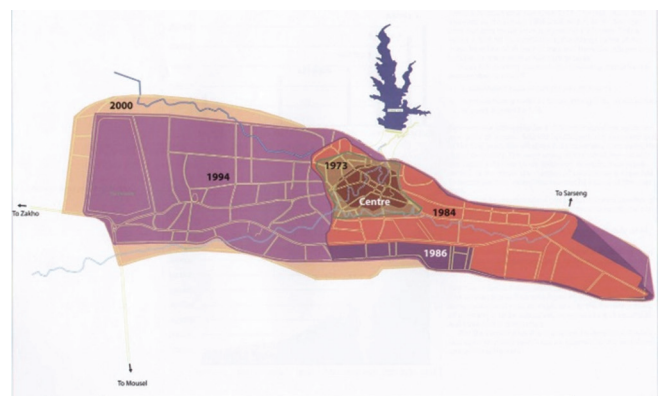 2000
1973
1994
Centre
To Sarseng
To Zakho
1984
1986
To Mousel